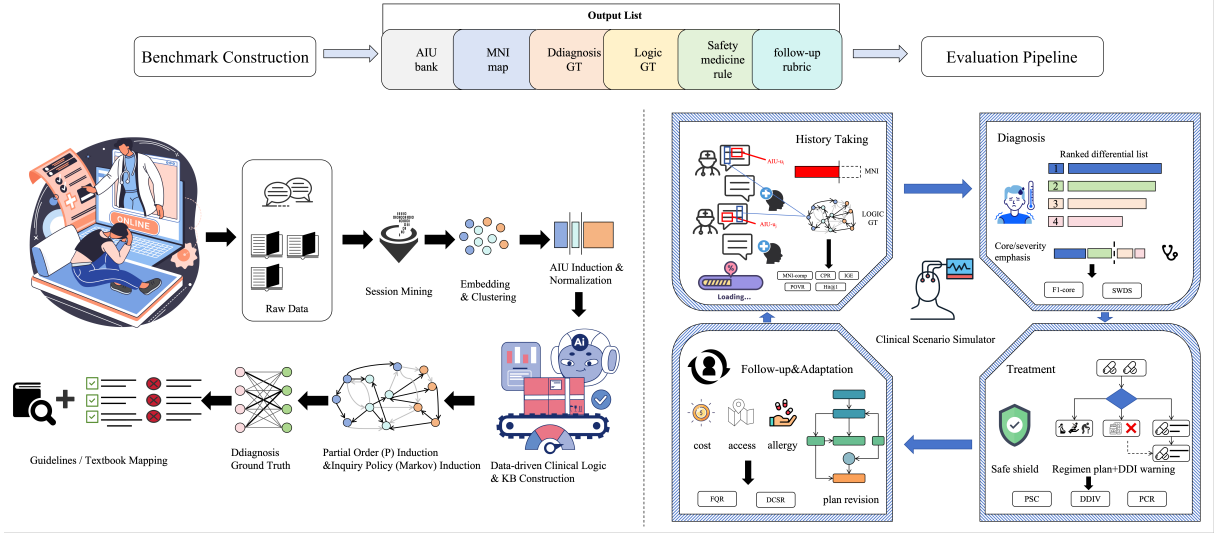 Output List
Benchmark Construction
AIU
bank
MNI
map
Ddiagnosis
GT
Logic
GT
Safety
medicine
rule
follow-up
rubric
Evaluation Pipeline
ONLINE
Raw Data
Session Mining
Embedding
& Clustering
AIU Induction &
Normalization
Ai
Data-driven Clinical Logic
& KB Construction
Partial Order (P) Induction
&Inquiry Policy (Markov) Induction
Ddiagnosis
Ground Truth
Guidelines / Textbook Mapping
History Taking
MNI
LOGIC
GT
%
Loading...
MNI-comp
CPR
IGE
POVR
Hit@1
Diagnosis
Ranked differential list
1
2
3
4
Core/severity
emphasis
F1-core
SWDS
Clinical Scenario Simulator
Follow-up&Adaptation
$
cost
access
allergy
plan revision
FQR
DCSR
Treatment
Safe shield
Regimen plan+DDI warning
PSC
DDIV
PCR